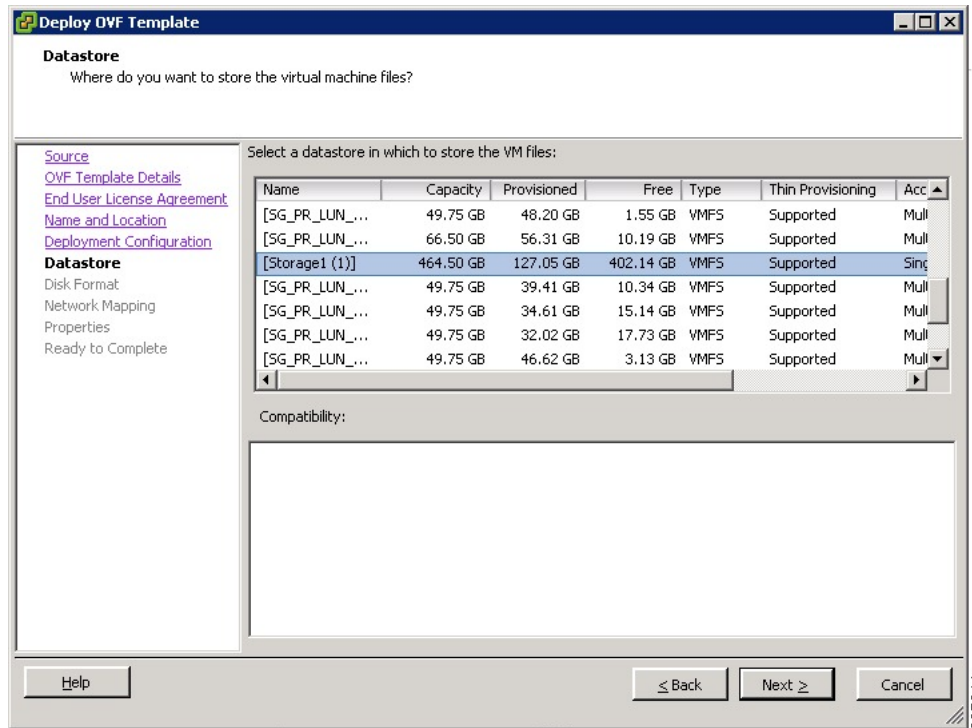 Deploy OVF Template
Datastore
Where do you want to store the virtual machine files?
Source
OVF Template Details
End User License Agreement
Name and Location
Deployment Configuration
Datastore
Disk Format
Network Mapping
Properties
Ready to Complete
Select a datastore in which to store the VM files:
Name Capacity Provisioned Free Type Thin Provisioning Acc
[SG_PR_LUN_... 49.75 GB 48.20 GB 1.55 GB VMFS Supported Mul
[SG_PR_LUN_... 66.50 GB 56.31 GB 10.19 GB VMFS Supported Mul
[Storage1 (1)] 464.50 GB 127.05 GB 402.14 GB VMFS Supported Sing
[SG_PR_LUN_... 49.75 GB 39.41 GB 10.34 GB VMFS Supported Mul
[SG_PR_LUN_... 49.75 GB 34.61 GB 15.14 GB VMFS Supported Mul
[SG_PR_LUN_... 49.75 GB 32.02 GB 17.73 GB VMFS Supported Mul
[SG_PR_LUN_... 49.75 GB 46.62 GB 3.13 GB VMFS Supported Mul
Compatibility:
Help
< Back
Next >
Cancel